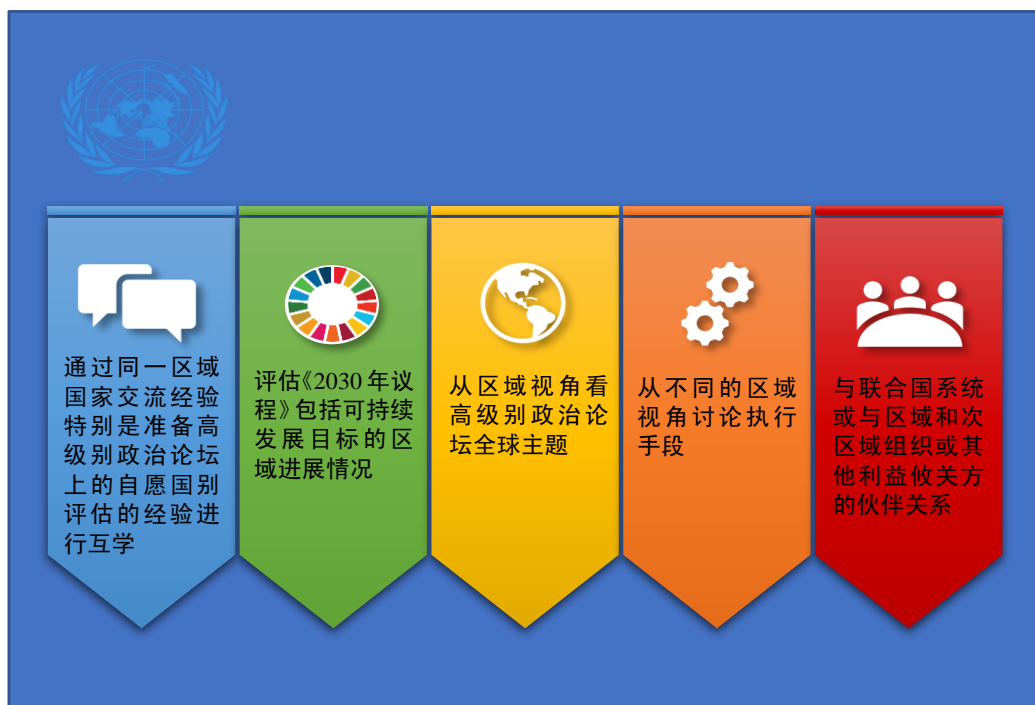 通过同一区域
国家交流经验
特别是准备高
级别政治论坛
上的自愿国别
评估的经验进
行互学
评估《2030 年议
程》包括可持续
发展目标的区
域进展情况
从区域视角看
高级别政治论
坛全球主题
从不同的区域
视角讨论执行
手段
与联合国系统
或与区域和次
区域组织或其
他利益攸关方
的伙伴关系